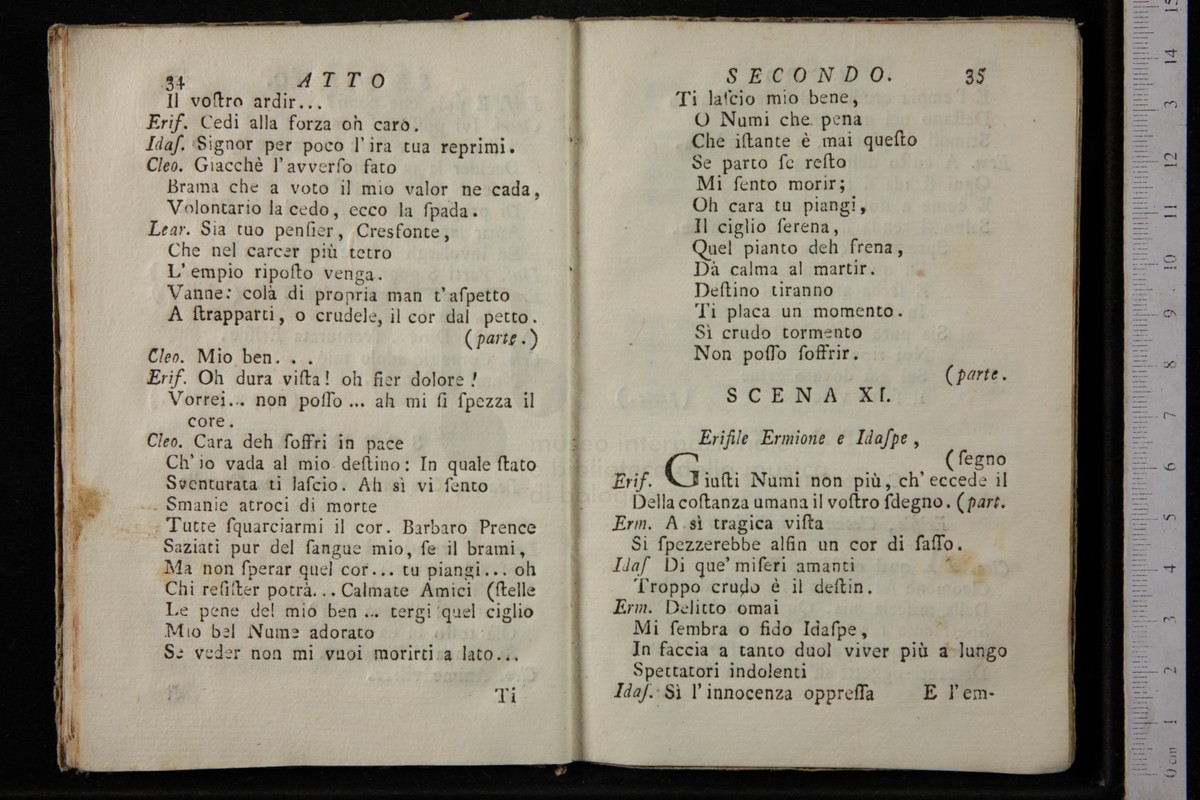 34 ATTO
Il voſtro ardir...
Erif. Cedi alla forza oh caro.
Idaſ. Signor per poco l'ira tua reprimi.
Cleo. Giacchè l'avverſo fato
Brama che a voto il mio valor ne cada,
Volontario la cedo, ecco la ſpada.
Lear. Sia tuo penſier, Cresfonte,
Che nel carcer più tetro
L'empio ripoſto venga.
Vanne: colà di propria man t'aſpetto
A ſtrapparti, o crudele, il cor dal petto.
(parte.)
Cleo. Mio ben. . .
Erif. Oh dura viſta! oh fier dolore!
Vorrei... non poſſo ... ah mi ſi ſpezza il
core.
Cleo. Cara deh ſoffri in pace
Ch'io vada al mio deſtino: In quale ſtato
Sventurata ti laſcio. Ah sì vi ſento
Smanie atroci di morte
Tutte ſquarciarmi il cor. Barbaro Prence
Saziati pur del ſangue mio, ſe il brami,
Ma non ſperar quel cor... tu piangi... oh
Chi reſiſter potrà... Calmate Amici (ſtelle
Le pene del mio ben ... tergi quel ciglio
Mio bel Nume adorato
Se veder non mi vuoi morirti a lato...
Ti
SECONDO. 35
Ti laſcio mio bene,
O Numi che pena
Che iſtante è mai queſto
Se parto ſe reſto
Mi ſento morir;
Oh cara tu piangi,
Il ciglio ſerena,
Quel pianto deh frena,
Dà calma al martir.
Deſtino tiranno
Ti placa un momento.
Sì crudo tormento
Non poſſo ſoffrir.
(parte.
SCENA XI.
Erifile Ermione e Idaſpe,
(ſegno
Erif. Giuſti Numi non più, ch'eccede il
Della coſtanza umana il voſtro ſdegno. (part.
Erm. A sì tragica viſta
Si ſpezzerebbe alfin un cor di ſaſſo.
Idaſ Di que' miſeri amanti
Troppo crudo è il deſtin.
Erm. Delitto omai
Mi ſembra o fido Idaſpe,
In faccia a tanto duol viver più a lungo
Spettatori indolenti
Idaſ. Sì l'innocenza oppreſſa E l'em-